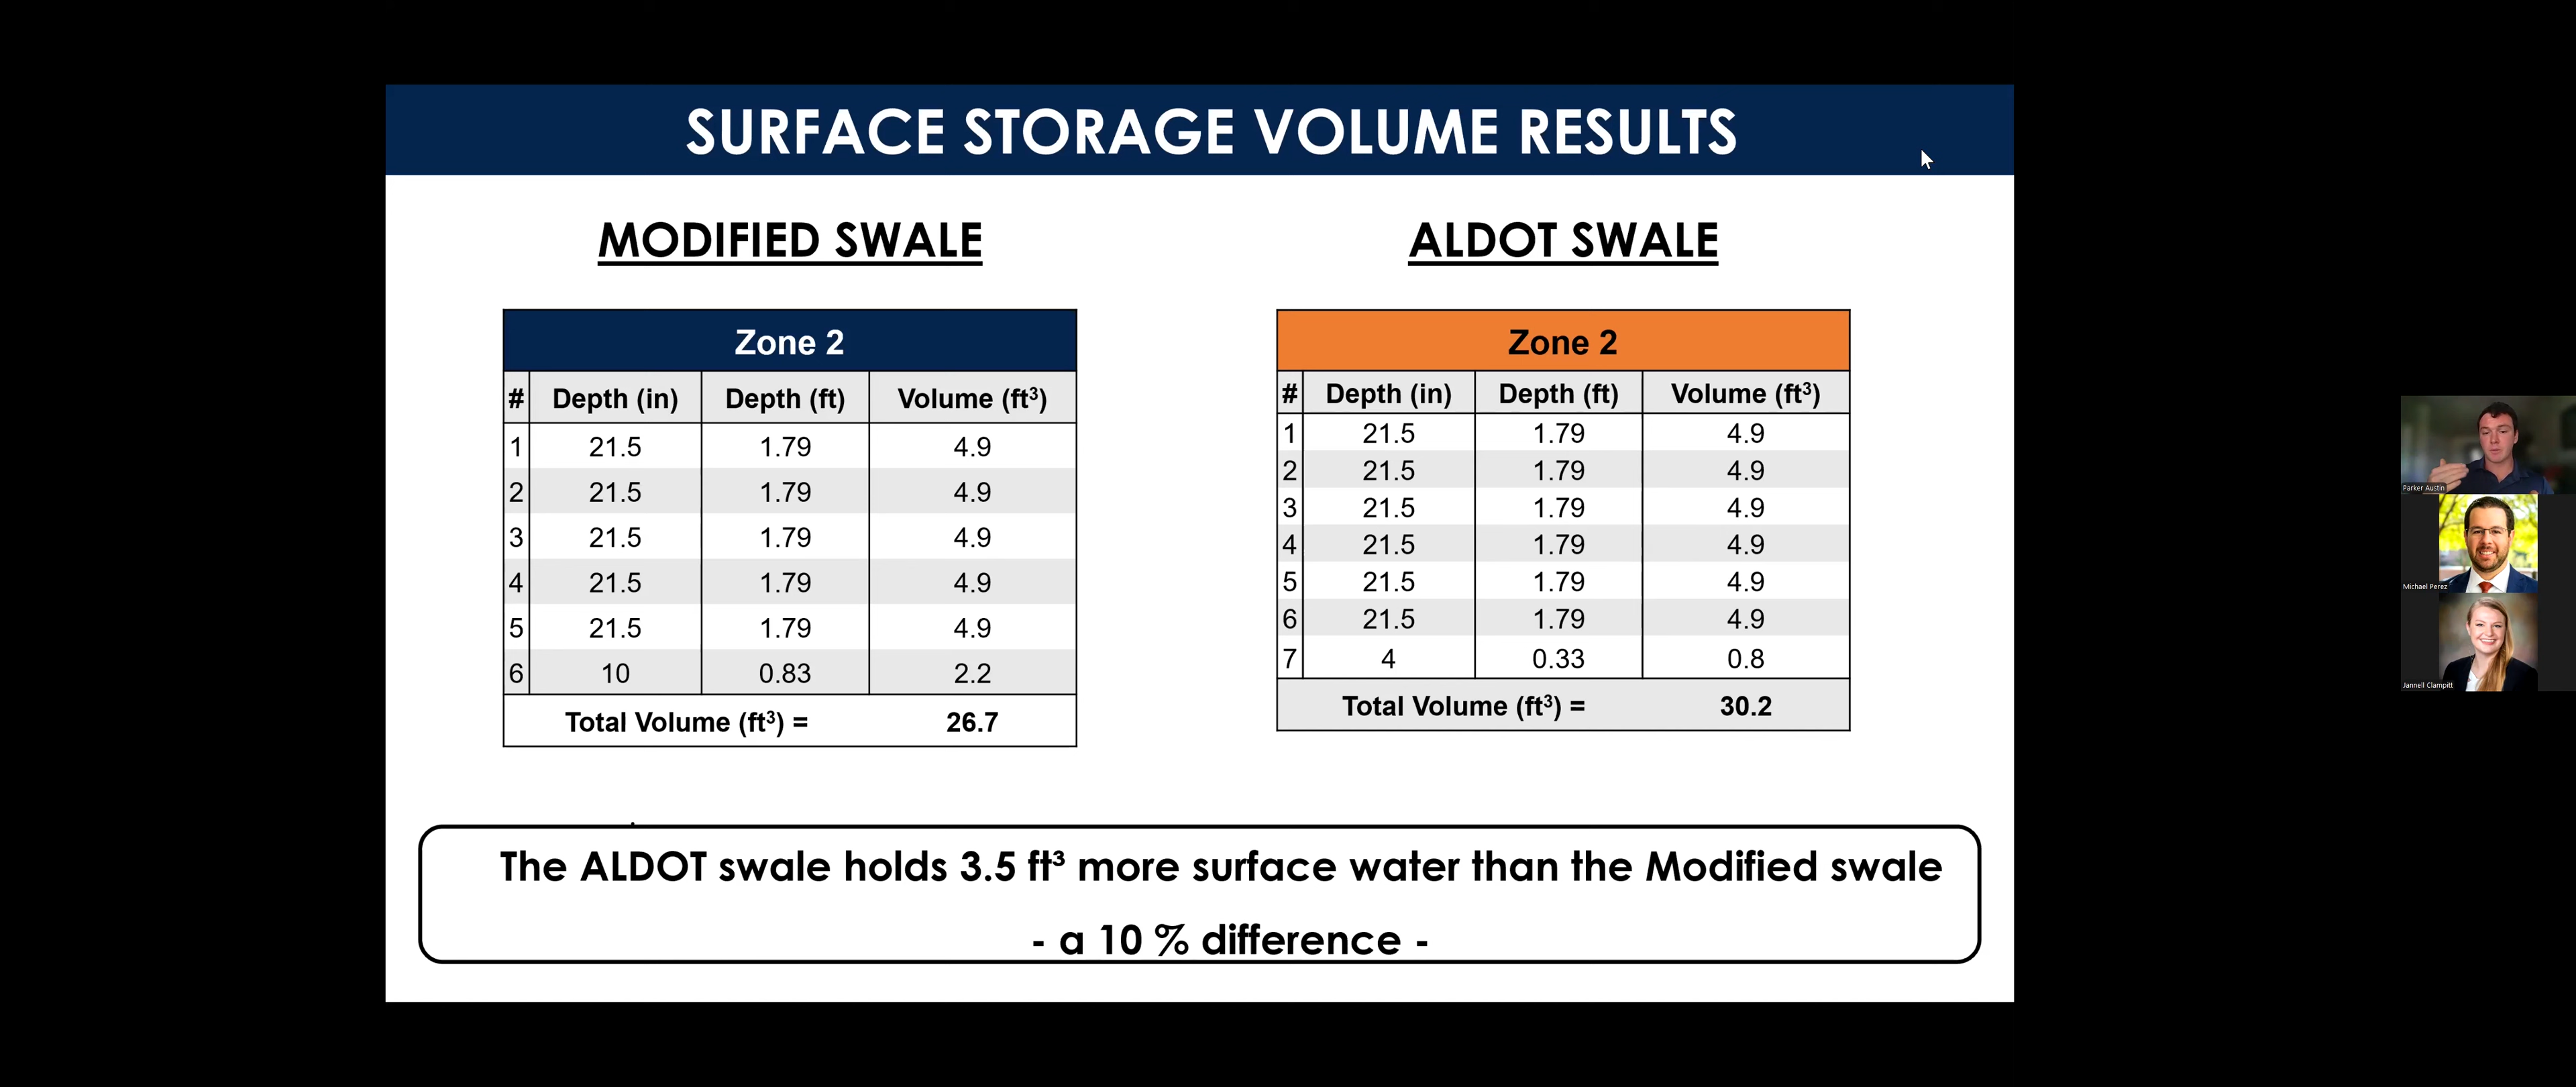 SURFACE STORAGE VOLUME RESULTS
MODIFIED SWALE
Zone 2
# Depth (in) Depth (ft) Volume (ft³)
1 21.5 1.79 4.9
2 21.5 1.79 4.9
3 21.5 1.79 4.9
4 21.5 1.79 4.9
5 21.5 1.79 4.9
6 10 0.83 2.2
Total Volume (ft³) = 26.7
ALDOT SWALE
Zone 2
# Depth (in) Depth (ft) Volume (ft³)
1 21.5 1.79 4.9
2 21.5 1.79 4.9
3 21.5 1.79 4.9
4 21.5 1.79 4.9
5 21.5 1.79 4.9
6 21.5 1.79 4.9
7 4 0.33 0.8
Total Volume (ft³) = 30.2
The ALDOT swale holds 3.5 ft³ more surface water than the Modified swale
- a 10 % difference -
Parker Austin
Michael Perez
Jannell Clampitt